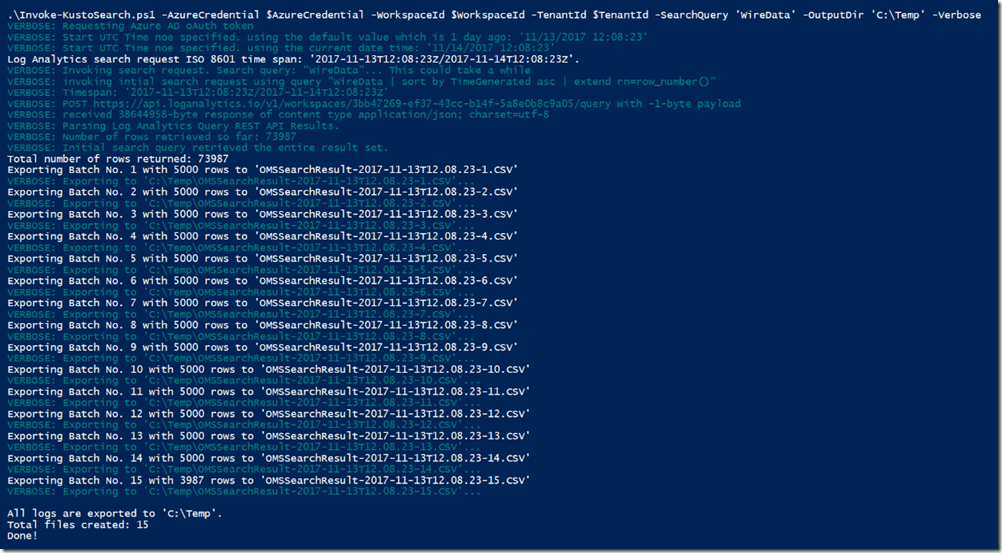 .\Invoke-KustoSearch.ps1 -AzureCredential $AzureCredential -WorkspaceId $WorkspaceId -TenantId $TenantId -SearchQuery 'WireData' -OutputDir 'C:\Temp' -Verbose
VERBOSE: Requesting Azure AD oAuth token
VERBOSE: Start UTC Time noe specified. using the default value which is 1 day ago: '11/13/2017 12:08:23'
VERBOSE: Start UTC Time noe specified. using the current date time: '11/14/2017 12:08:23'
Log Analytics search request ISO 8601 time span: '2017-11-13T12:08:23z/2017-11-14T12:08:23z'.
VERBOSE: Invoking search request. Search query: "WireData"... This could take a while
VERBOSE: invoking intial search request using query "WireData | sort by TimeGenerated asc | extend rn=row_number()"
VERBOSE: Timespan: '2017-11-13T12:08:23z/2017-11-14T12:08:23z'
VERBOSE: POST https://api.loganalytics.io/v1/workspaces/3bb47269-ef37-43cc-b14f-5a8e0b8c9a05/query with -1-byte payload
VERBOSE: received 38644958-byte response of content type application/json; charset=utf-8
VERBOSE: Parsing Log Analytics Query REST API Results.
VERBOSE: Number of rows retrieved so far: 73987
VERBOSE: Iniitial search query retrieved the entire result set.
Total number of rows returned: 73987
Exporting Batch No. 1 with 5000 rows to 'OMSSearchResult-2017-11-13T12.08.23-1.CSV'
VERBOSE: Exporting to 'C:\Temp\OMSSearchResult-2017-11-13T12.08.23-1.CSV'...
Exporting Batch No. 2 with 5000 rows to 'OMSSearchResult-2017-11-13T12.08.23-2.CSV'
VERBOSE: Exporting to 'C:\Temp\OMSSearchResult-2017-11-13T12.08.23-2.CSV'...
Exporting Batch No. 3 with 5000 rows to 'OMSSearchResult-2017-11-13T12.08.23-3.CSV'
VERBOSE: Exporting to 'C:\Temp\OMSSearchResult-2017-11-13T12.08.23-3.CSV'...
Exporting Batch No. 4 with 5000 rows to 'OMSSearchResult-2017-11-13T12.08.23-4.CSV'
VERBOSE: Exporting to 'C:\Temp\OMSSearchResult-2017-11-13T12.08.23-4.CSV'...
Exporting Batch No. 5 with 5000 rows to 'OMSSearchResult-2017-11-13T12.08.23-5.CSV'
VERBOSE: Exporting to 'C:\Temp\OMSSearchResult-2017-11-13T12.08.23-5.CSV'...
Exporting Batch No. 6 with 5000 rows to 'OMSSearchResult-2017-11-13T12.08.23-6.CSV'
VERBOSE: Exporting to 'C:\Temp\OMSSearchResult-2017-11-13T12.08.23-6.CSV'...
Exporting Batch No. 7 with 5000 rows to 'OMSSearchResult-2017-11-13T12.08.23-7.CSV'
VERBOSE: Exporting to 'C:\Temp\OMSSearchResult-2017-11-13T12.08.23-7.CSV'...
Exporting Batch No. 8 with 5000 rows to 'OMSSearchResult-2017-11-13T12.08.23-8.CSV'
VERBOSE: Exporting to 'C:\Temp\OMSSearchResult-2017-11-13T12.08.23-8.CSV'...
Exporting Batch No. 9 with 5000 rows to 'OMSSearchResult-2017-11-13T12.08.23-9.CSV'
VERBOSE: Exporting to 'C:\Temp\OMSSearchResult-2017-11-13T12.08.23-9.CSV'...
Exporting Batch No. 10 with 5000 rows to 'OMSSearchResult-2017-11-13T12.08.23-10.CSV'
VERBOSE: Exporting to 'C:\Temp\OMSSearchResult-2017-11-13T12.08.23-10.CSV'...
Exporting Batch No. 11 with 5000 rows to 'OMSSearchResult-2017-11-13T12.08.23-11.CSV'
VERBOSE: Exporting to 'C:\Temp\OMSSearchResult-2017-11-13T12.08.23-11.CSV'...
Exporting Batch No. 12 with 5000 rows to 'OMSSearchResult-2017-11-13T12.08.23-12.CSV'
VERBOSE: Exporting to 'C:\Temp\OMSSearchResult-2017-11-13T12.08.23-12.CSV'...
Exporting Batch No. 13 with 5000 rows to 'OMSSearchResult-2017-11-13T12.08.23-13.CSV'
VERBOSE: Exporting to 'C:\Temp\OMSSearchResult-2017-11-13T12.08.23-13.CSV'...
Exporting Batch No. 14 with 5000 rows to 'OMSSearchResult-2017-11-13T12.08.23-14.CSV'
VERBOSE: Exporting to 'C:\Temp\OMSSearchResult-2017-11-13T12.08.23-14.CSV'...
Exporting Batch No. 15 with 3987 rows to 'OMSSearchResult-2017-11-13T12.08.23-15.CSV'
VERBOSE: Exporting to 'C:\Temp\OMSSearchResult-2017-11-13T12.08.23-15.CSV'...
All logs are exported to 'C:\Temp'.
Total files created: 15
Done!